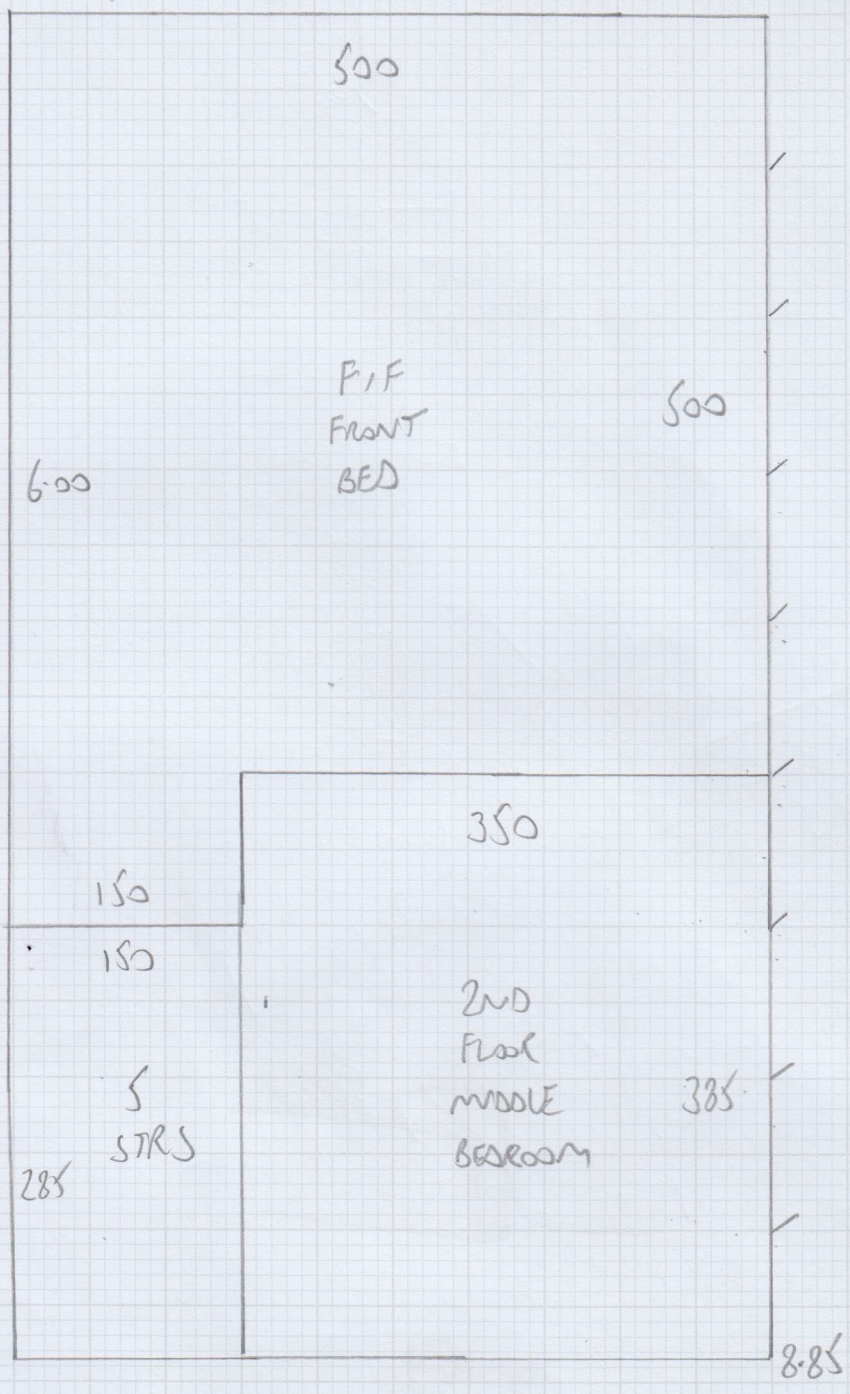 500
F/F
FRONT
BED
500
6.00
350
150
150
2ND
FLOOR
MIDDLE
BEDROOM
385
5
STRS
285
8.85